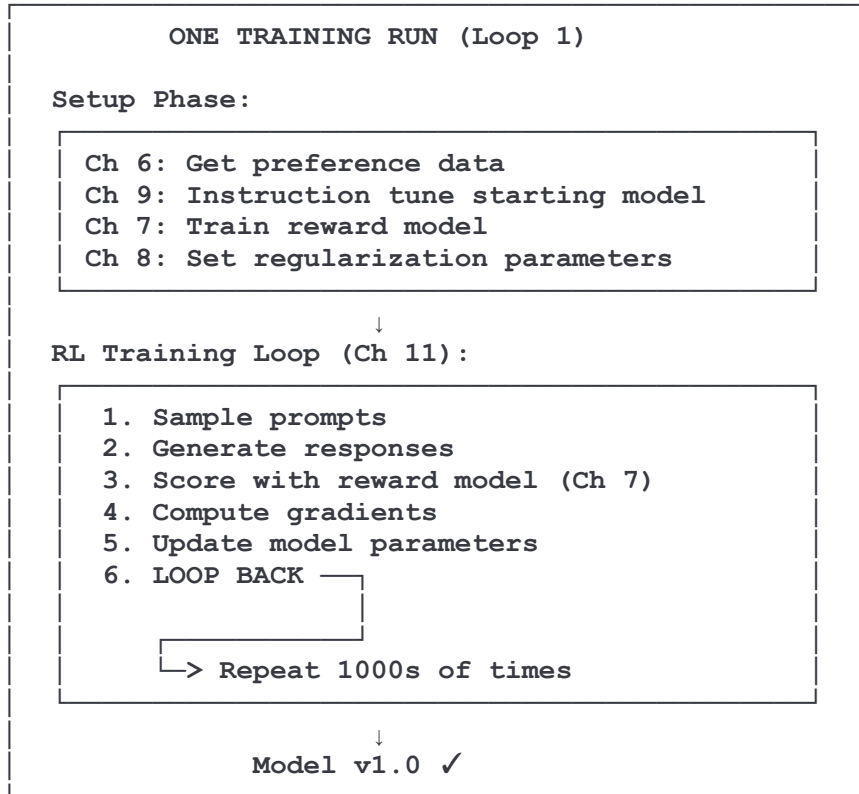 ONE TRAINING RUN (Loop 1)
Setup Phase:
Ch 6: Get preference data
Ch 9: Instruction tune starting model
Ch 7: Train reward model
Ch 8: Set regularization parameters
↓
RL Training Loop (Ch 11):
1. Sample prompts
2. Generate responses
3. Score with reward model (Ch 7)
4. Compute gradients
5. Update model parameters
6. LOOP BACK
Repeat 1000s of times
↓
Model v1.0 ✓